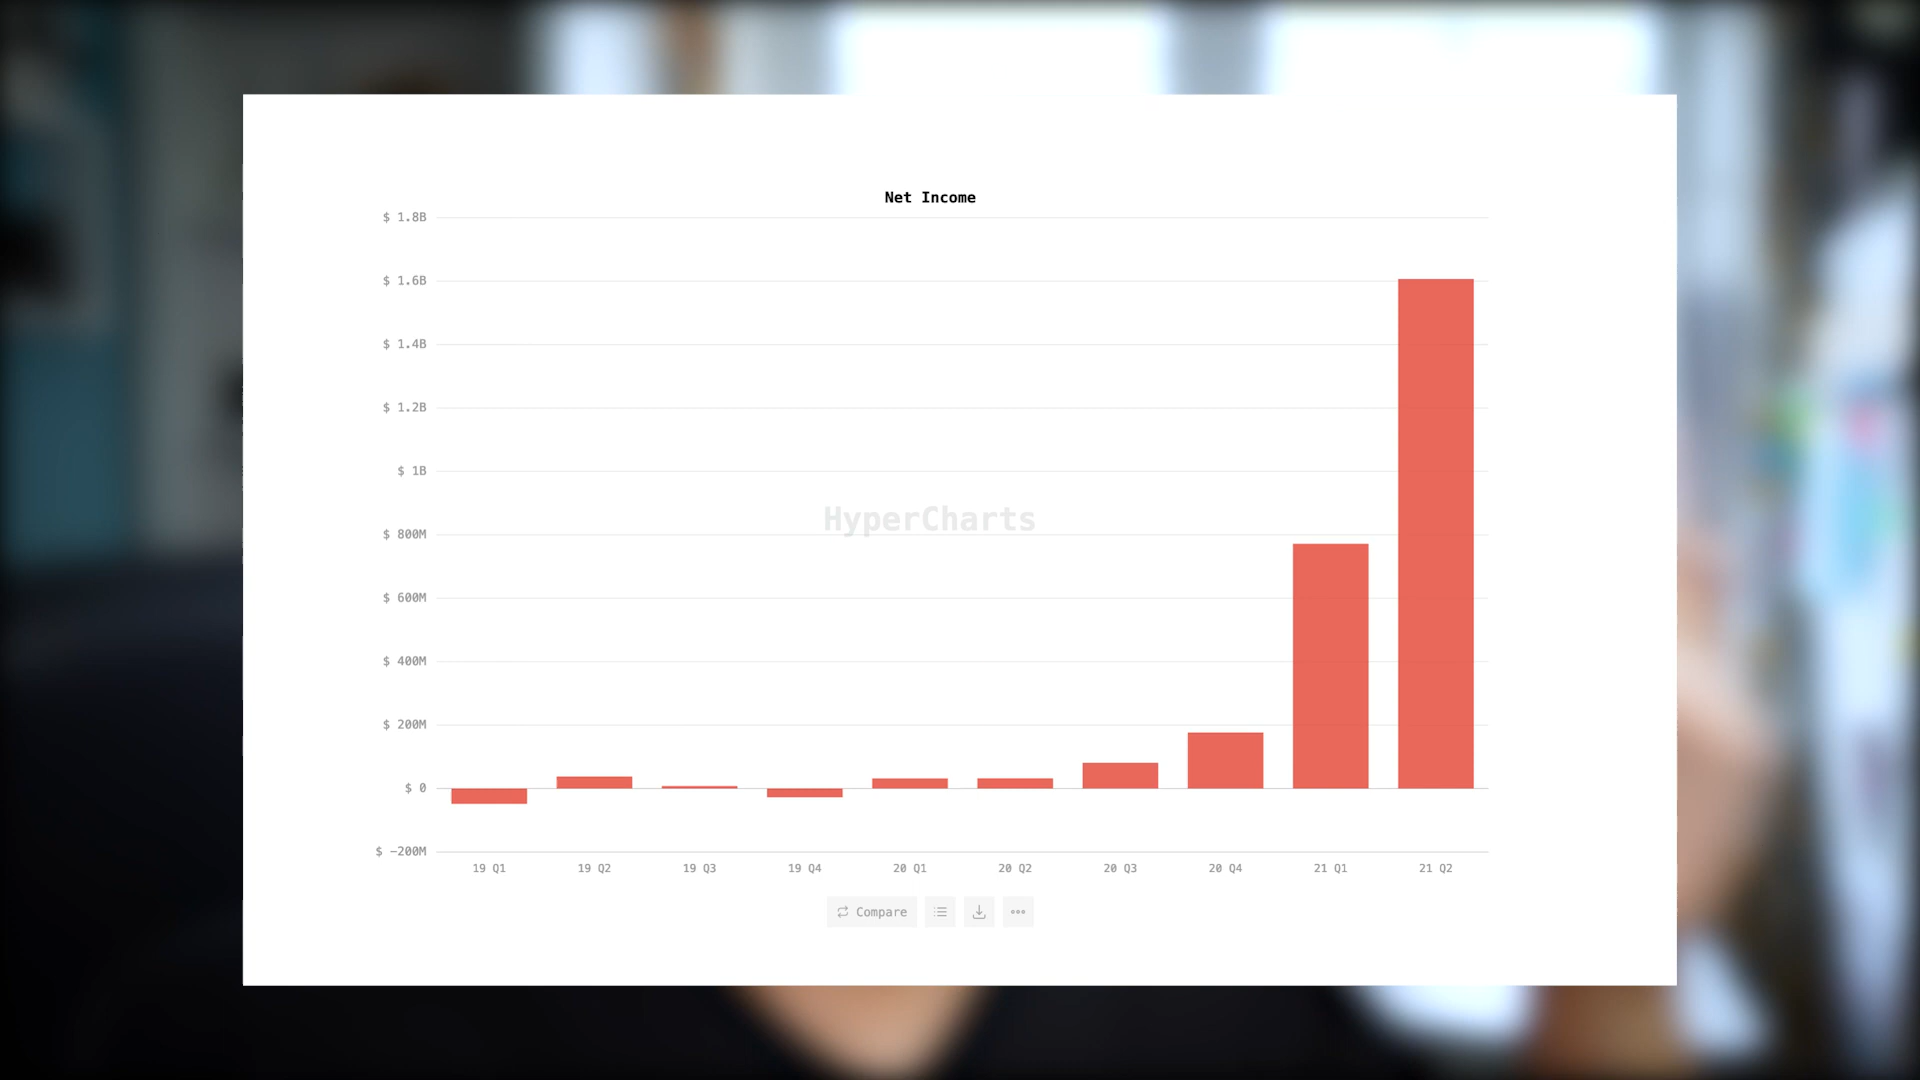 Net Income
$ 1.8B
$ 1.6B
$ 1.4B
$ 1.2B
$ 1B
HyperCharts
$ 800M
$ 600M
$ 400M
$ 200M
$ 0
$ −200M
19 Q1 19 Q2 19 Q3 19 Q4 20 Q1 20 Q2 20 Q3 20 Q4 21 Q1 21 Q2
Compare